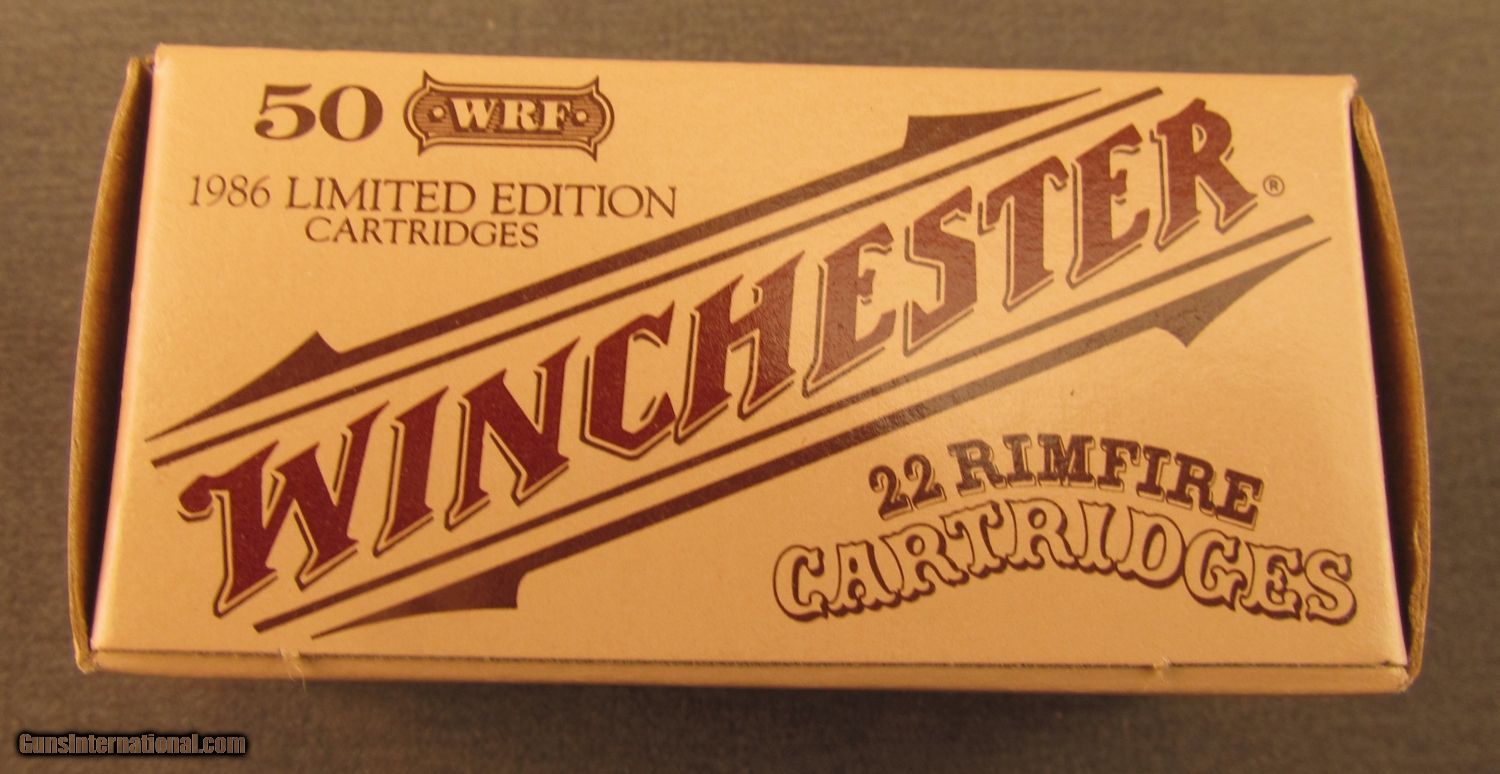 50 ·WRF·
1986 LIMITED EDITION
CARTRIDGES
WINCHESTER®
22 RIMFIRE
CARTRIDGES
GunsInternational.com